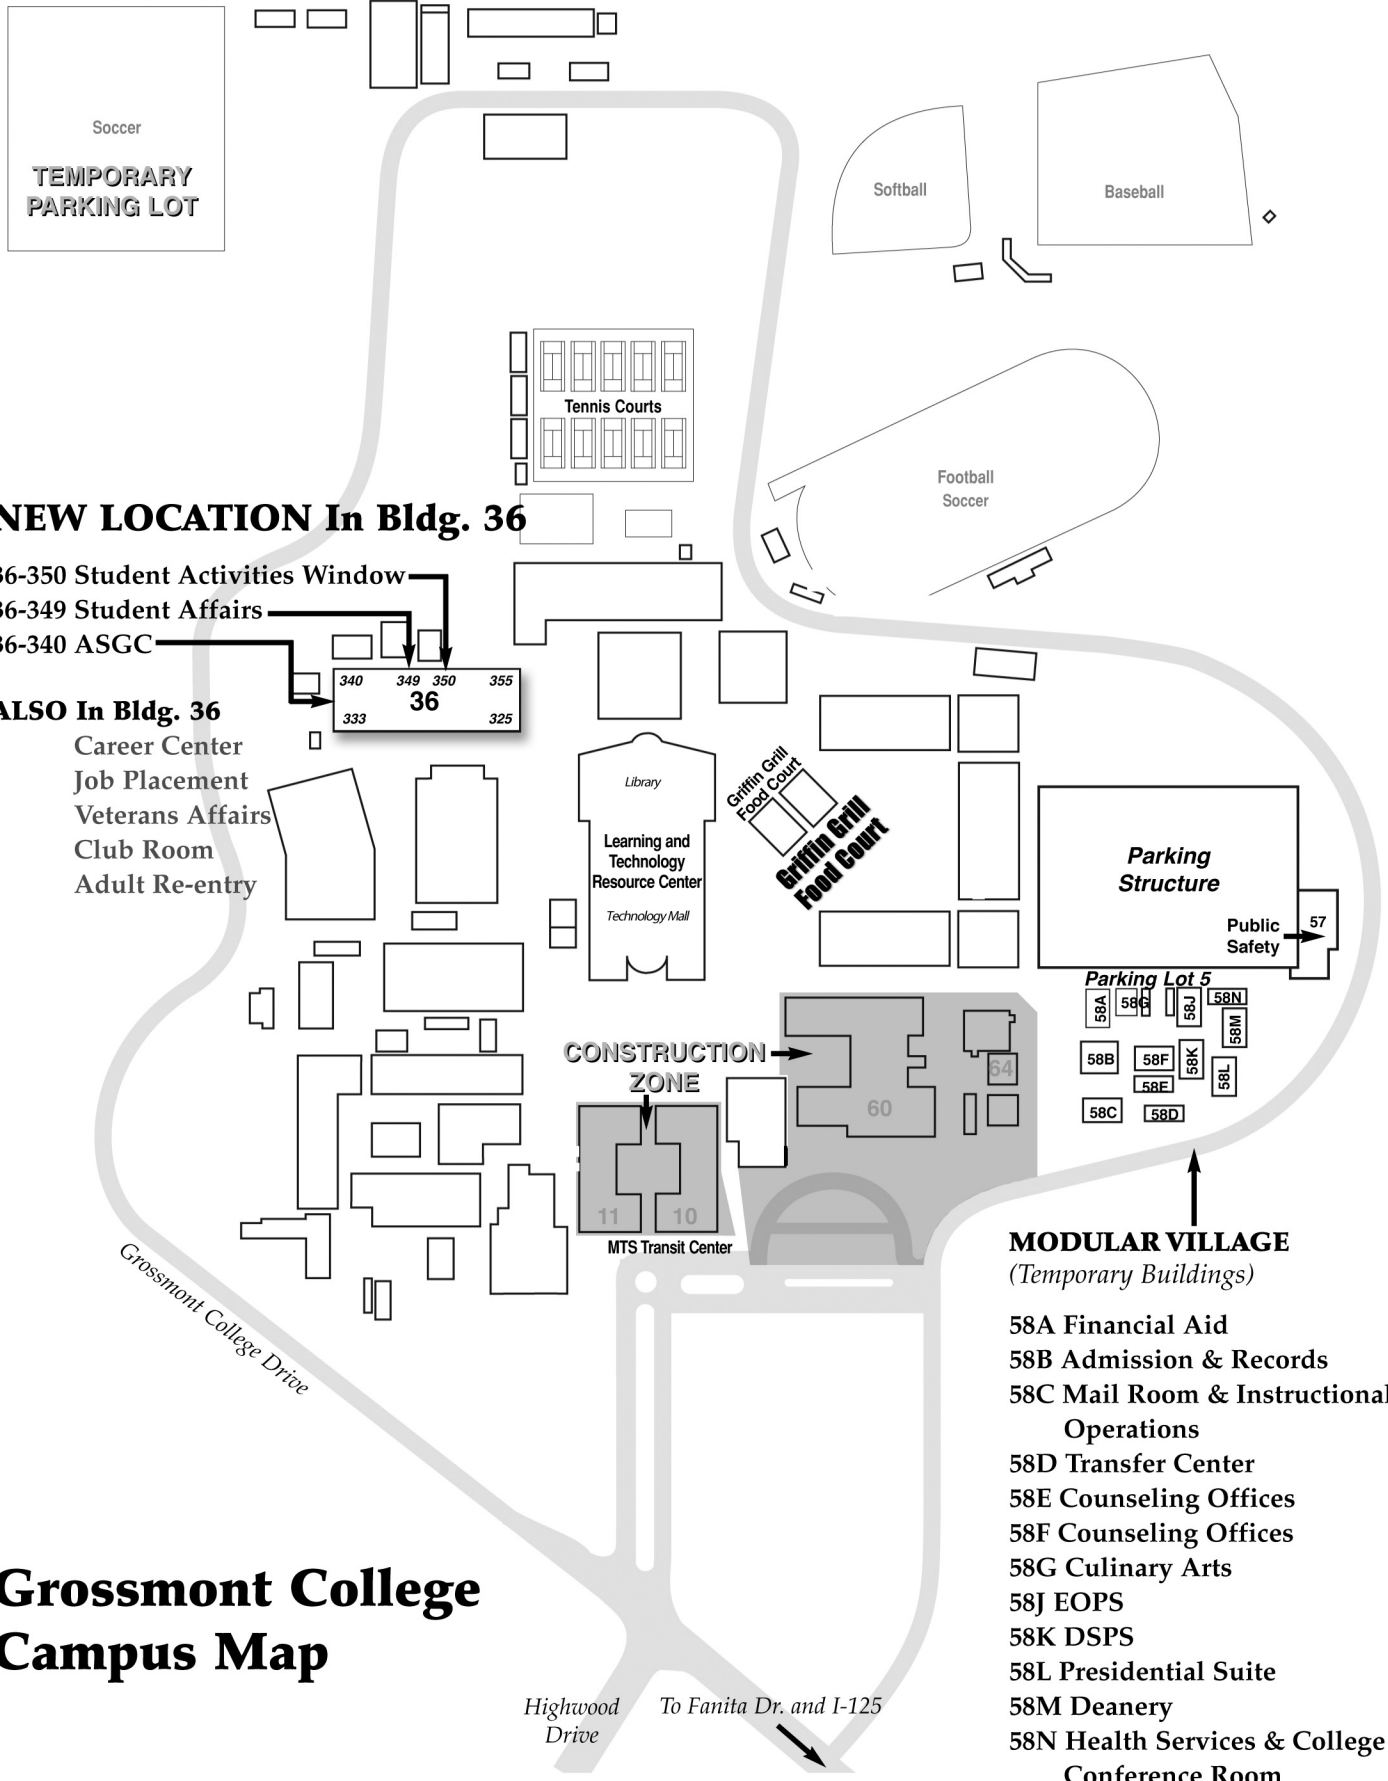 Soccer
TEMPORARY
PARKING LOT
Softball
Baseball
Tennis Courts
Football
Soccer
NEW LOCATION In Bldg. 36
36-350 Student Activities Window
36-349 Student Affairs
36-340 ASGC
340 349 350 355
36
333 325
ALSO In Bldg. 36
Career Center
Job Placement
Veterans Affairs
Club Room
Adult Re-entry
Library
Learning and
Technology
Resource Center
Technology Mall
Griffin Grill
Food Court
Griffin Grill
Food Court
Parking
Structure
Public
Safety
57
Parking Lot 5
58A
58G
58J
58N
58M
58B
58F
58K
58L
58E
58C
58D
CONSTRUCTION
ZONE
64
60
11
10
MTS Transit Center
Grossmont College Drive
MODULAR VILLAGE
(Temporary Buildings)
58A Financial Aid
58B Admission & Records
58C Mail Room & Instructional
Operations
58D Transfer Center
58E Counseling Offices
58F Counseling Offices
58G Culinary Arts
58J EOPS
58K DSPS
58L Presidential Suite
58M Deanery
58N Health Services & College
Conference Room
Grossmont College
Campus Map
Highwood
Drive
To Fanita Dr. and I-125